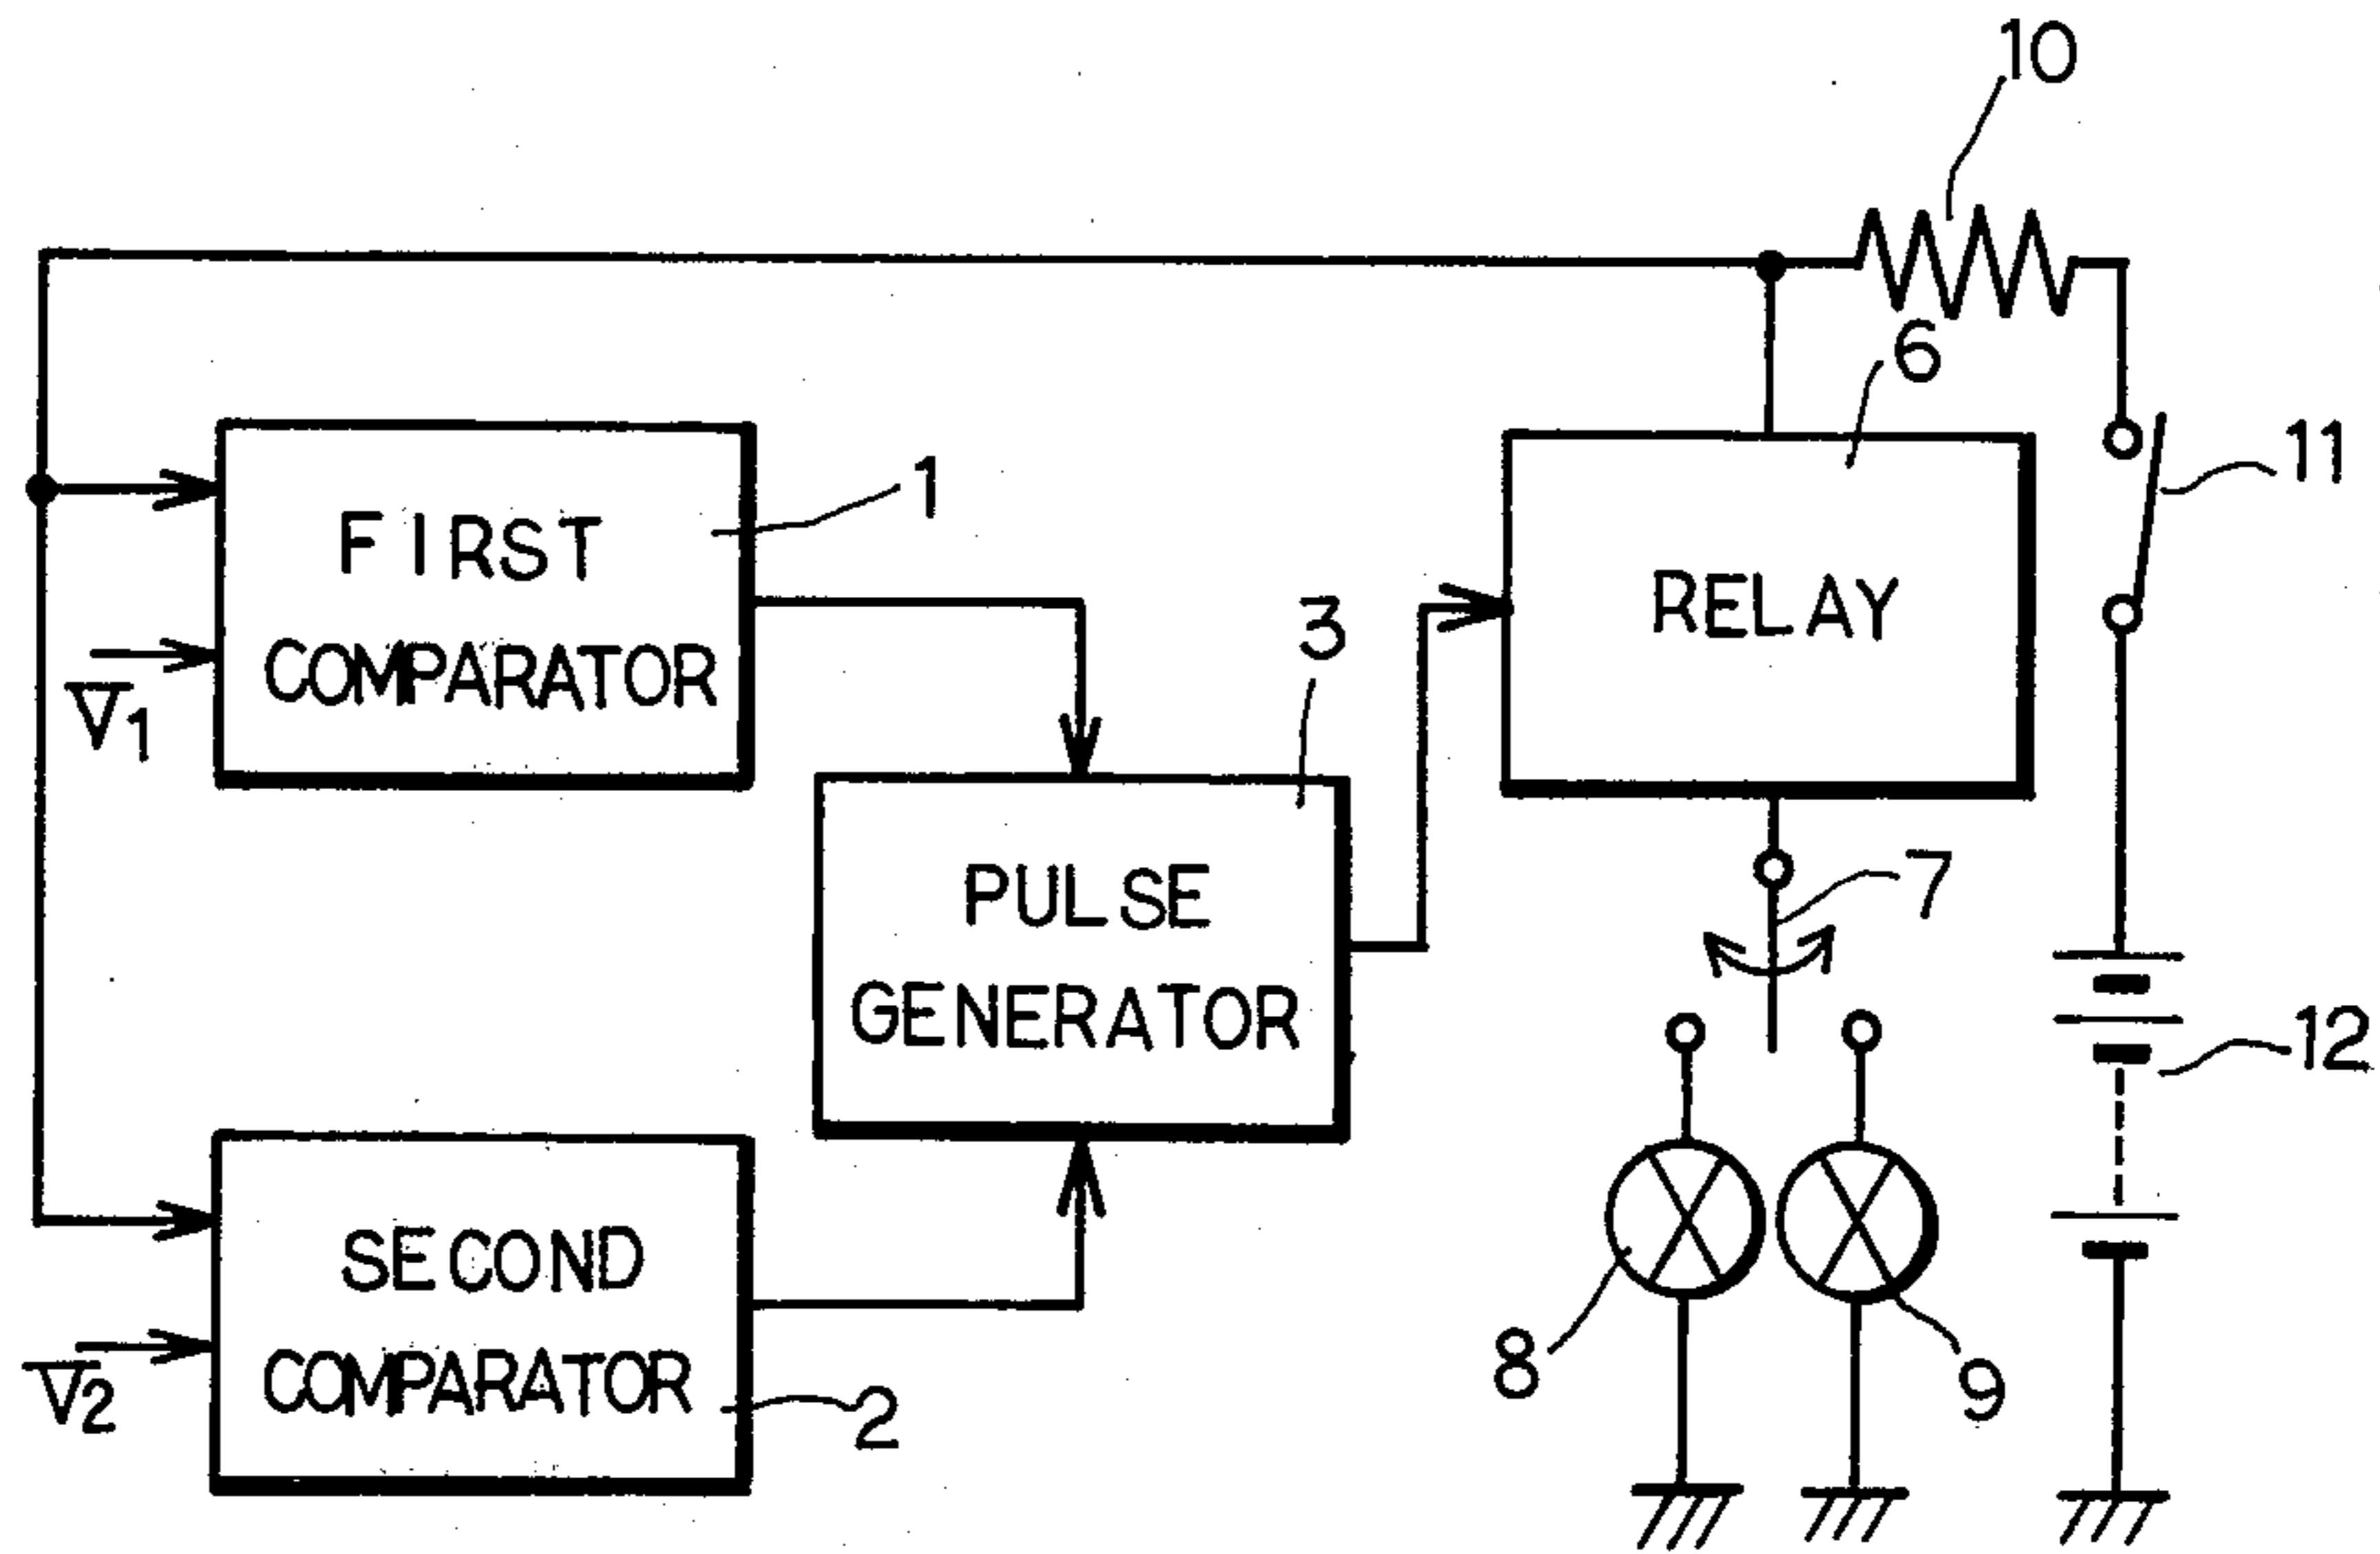 10
6
11
FIRST
COMPARATOR
1
V1
RELAY
3
PULSE
GENERATOR
7
12
SECOND
COMPARATOR
2
V2
8
9